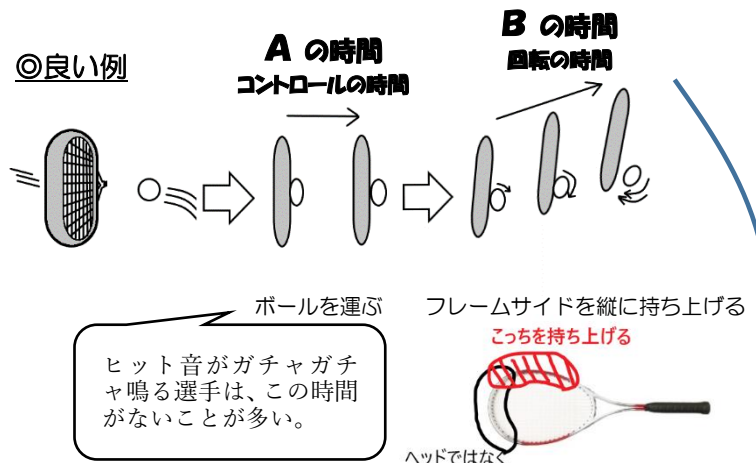 ◎良い例
A の時間
コントロールの時間
B の時間
回転の時間
ボールを運ぶ
フレームサイドを縦に持ち上げる
こっちを持ち上げる
ヒット音がガチャガチ
ャ鳴る選手は、この時間
がないことが多い。
ヘッドではなく